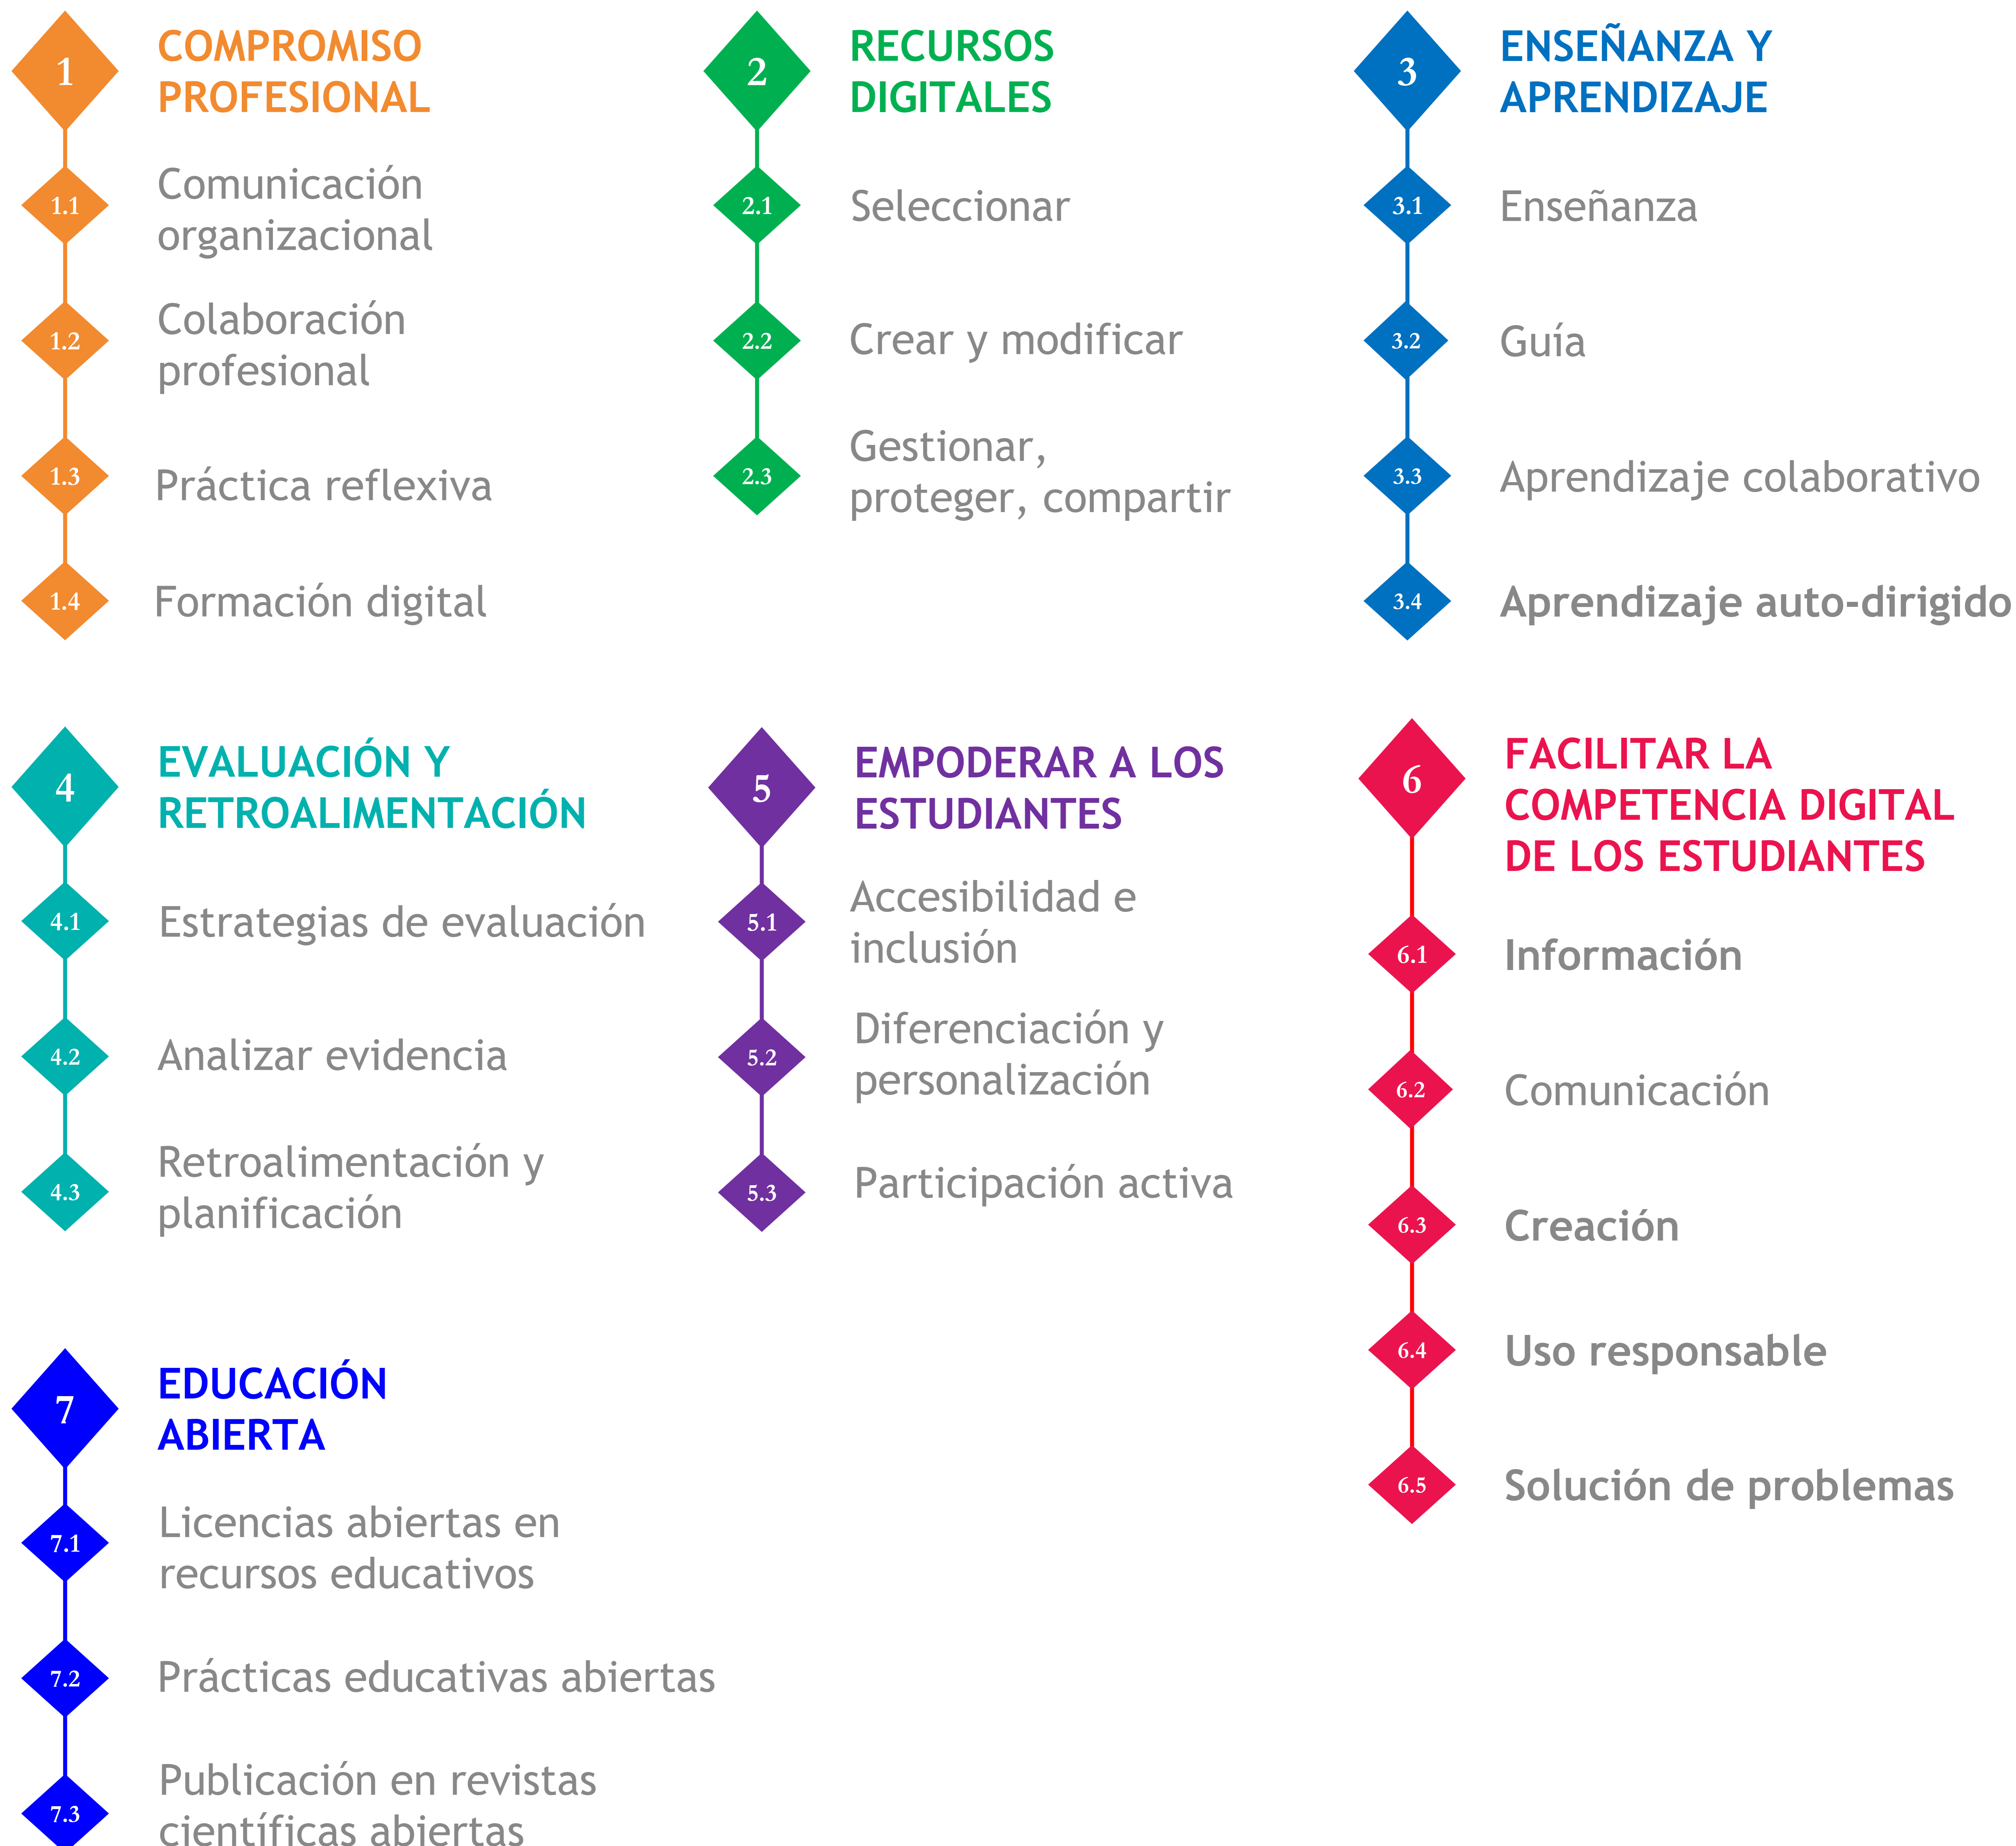 1
COMPROMISO
PROFESIONAL
1.1
Comunicación
organizacional
1.2
Colaboración
profesional
1.3
Práctica reflexiva
1.4
Formación digital
2
RECURSOS
DIGITALES
2.1
Seleccionar
2.2
Crear y modificar
2.3
Gestionar,
proteger, compartir
3
ENSEÑANZA Y
APRENDIZAJE
3.1
Enseñanza
3.2
Guía
3.3
Aprendizaje colaborativo
3.4
Aprendizaje auto-dirigido
4
EVALUACIÓN Y
RETROALIMENTACIÓN
4.1
Estrategias de evaluación
4.2
Analizar evidencia
4.3
Retroalimentación y
planificación
5
EMPODERAR A LOS
ESTUDIANTES
5.1
Accesibilidad e
inclusión
5.2
Diferenciación y
personalización
5.3
Participación activa
6
FACILITAR LA
COMPETENCIA DIGITAL
DE LOS ESTUDIANTES
6.1
Información
6.2
Comunicación
6.3
Creación
6.4
Uso responsable
6.5
Solución de problemas
7
EDUCACIÓN
ABIERTA
7.1
Licencias abiertas en
recursos educativos
7.2
Prácticas educativas abiertas
7.3
Publicación en revistas
científicas abiertas